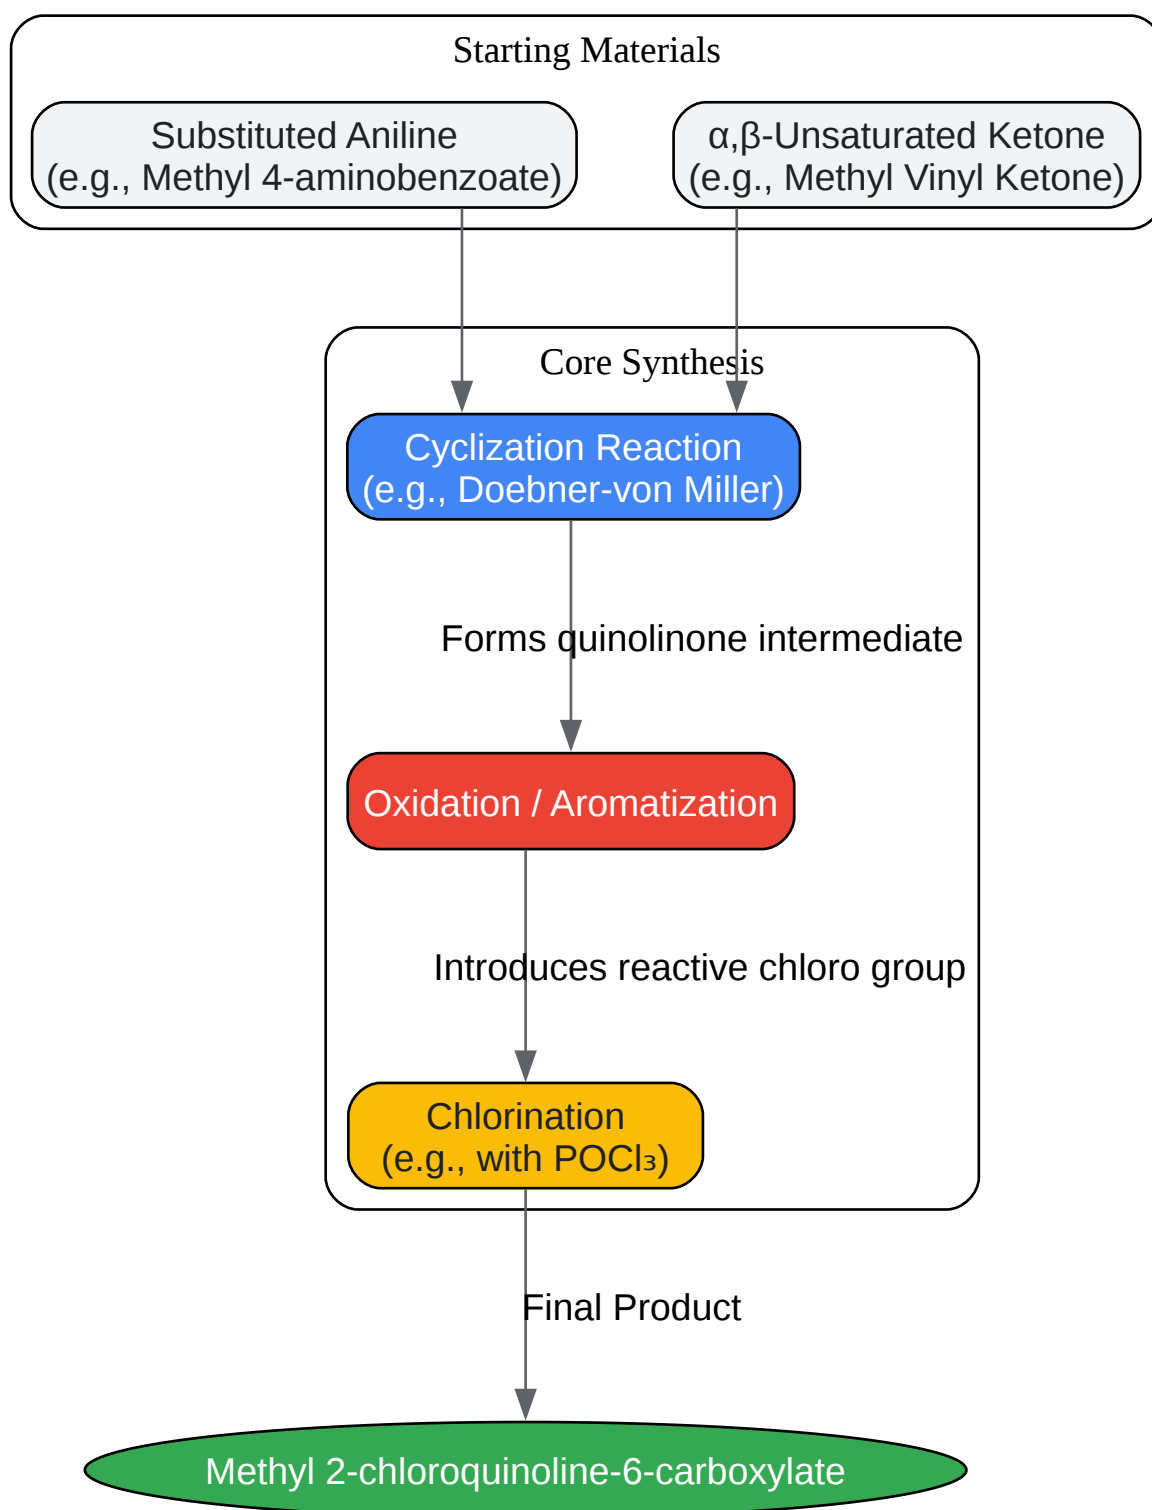 Starting Materials
Substituted Aniline
(e.g., Methyl 4-aminobenzoate)
α,β-Unsaturated Ketone
(e.g., Methyl Vinyl Ketone)
Core Synthesis
Cyclization Reaction
(e.g., Doebner-von Miller)
Forms quinolinone intermediate
Oxidation / Aromatization
Introduces reactive chloro group
Chlorination
(e.g., with POCl₃)
Final Product
Methyl 2-chloroquinoline-6-carboxylate